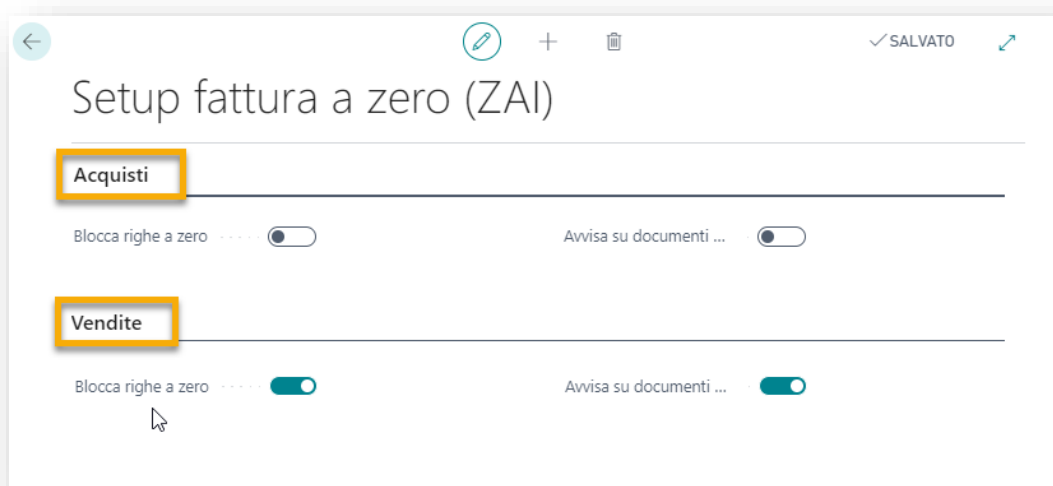 SALVATO
Setup fattura a zero (ZAI)
Acquisti
Blocca righe a zero Avvisa su documenti ...
Vendite
Blocca righe a zero Avvisa su documenti ...